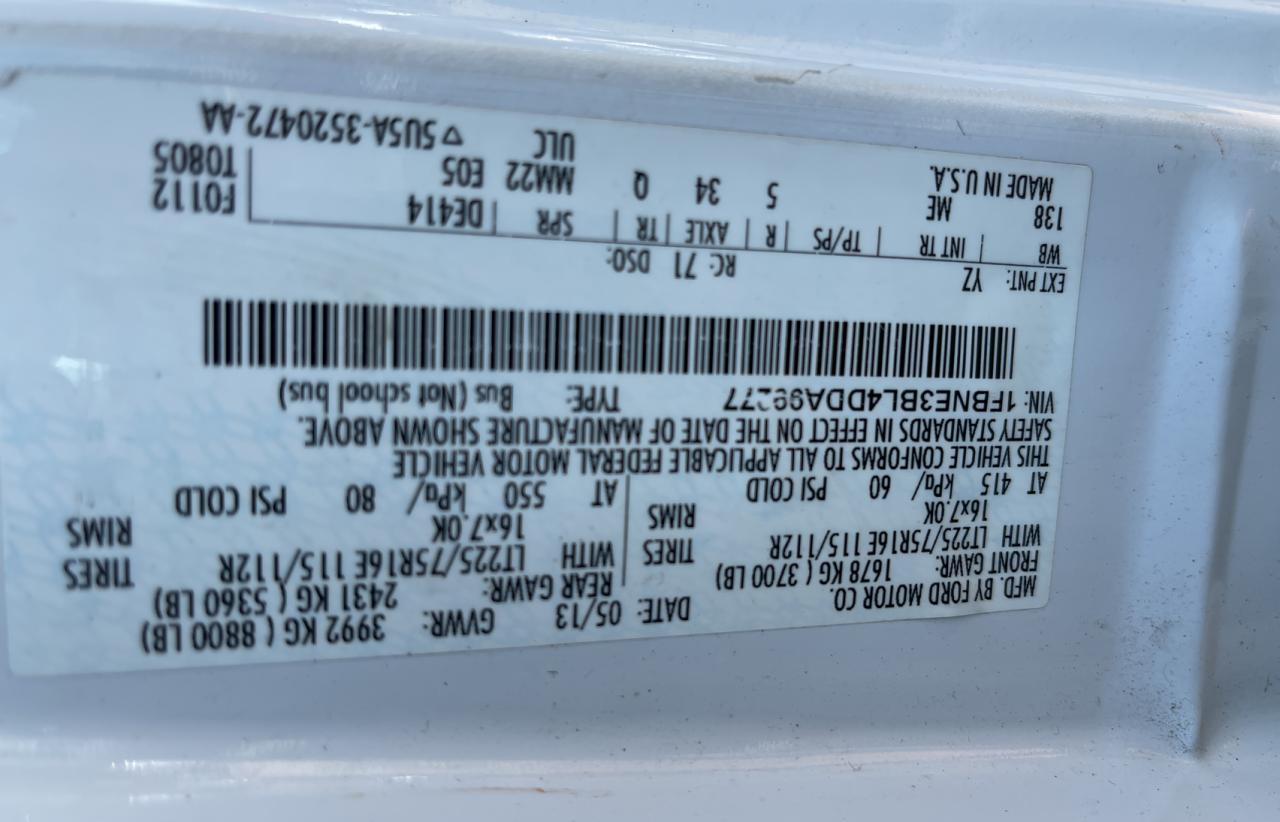 MFD. BY FORD MOTOR CO.
DATE: 05/13 GVWR: 3992 KG ( 8800 LB)
FRONT GAWR: 1678 KG ( 3700 LB) REAR GAWR: 2431 KG ( 5360 LB)
WITH LT225/75R16E 115/112R TIRES WITH LT225/75R16E 115/112R TIRES
16x7.0K RIMS 16x7.0K RIMS
AT 415 kPa/ 60 PSI COLD AT 550 kPa/ 80 PSI COLD
THIS VEHICLE CONFORMS TO ALL APPLICABLE FEDERAL MOTOR VEHICLE
SAFETY STANDARDS IN EFFECT ON THE DATE OF MANUFACTURE SHOWN ABOVE.
VIN: 1FBNE3BL4DDA99277 TYPE: Bus (Not school bus)
EXT PNT: YZ RC: 71 DSO:
WB | INT TR | TP/PS | R | AXLE | TR | SPR | DE414 F0112
138 ME 5 34 Q MM22 E05 T0805
MADE IN U.S.A. ULC ▽ 5U5A-3520472-AA